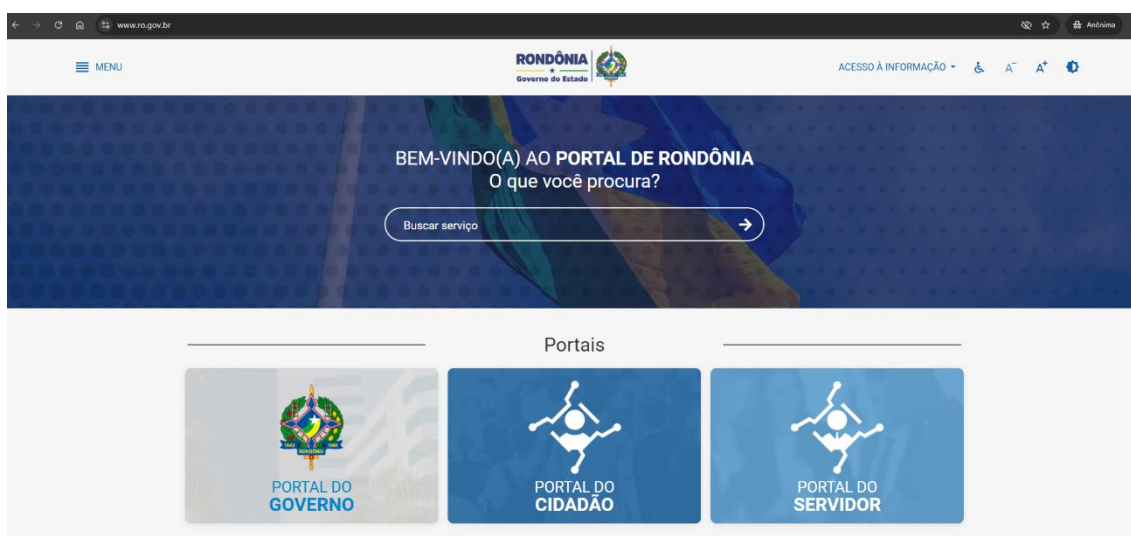 www.ro.gov.br
Anônima
MENU
RONDÔNIA
Governo do Estado
ACESSO À INFORMAÇÃO
A-
A+
BEM-VINDO(A) AO PORTAL DE RONDÔNIA
O que você procura?
Buscar serviço
Portais
PORTAL DO
GOVERNO
PORTAL DO
CIDADÃO
PORTAL DO
SERVIDOR